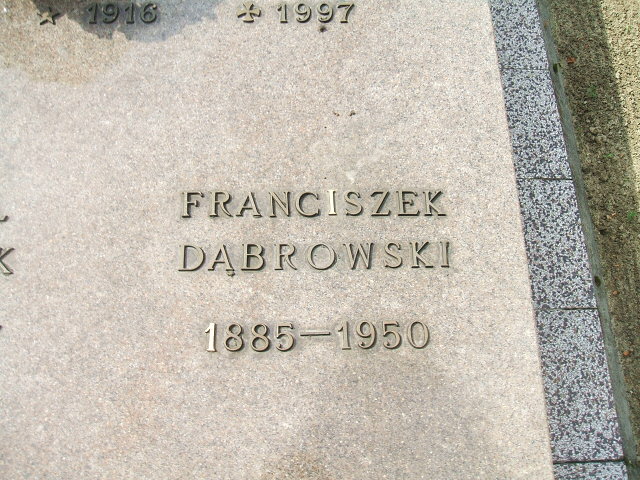 ★ 1916 ✠ 1997
FRANCISZEK
DĄBROWSKI
1885–1950